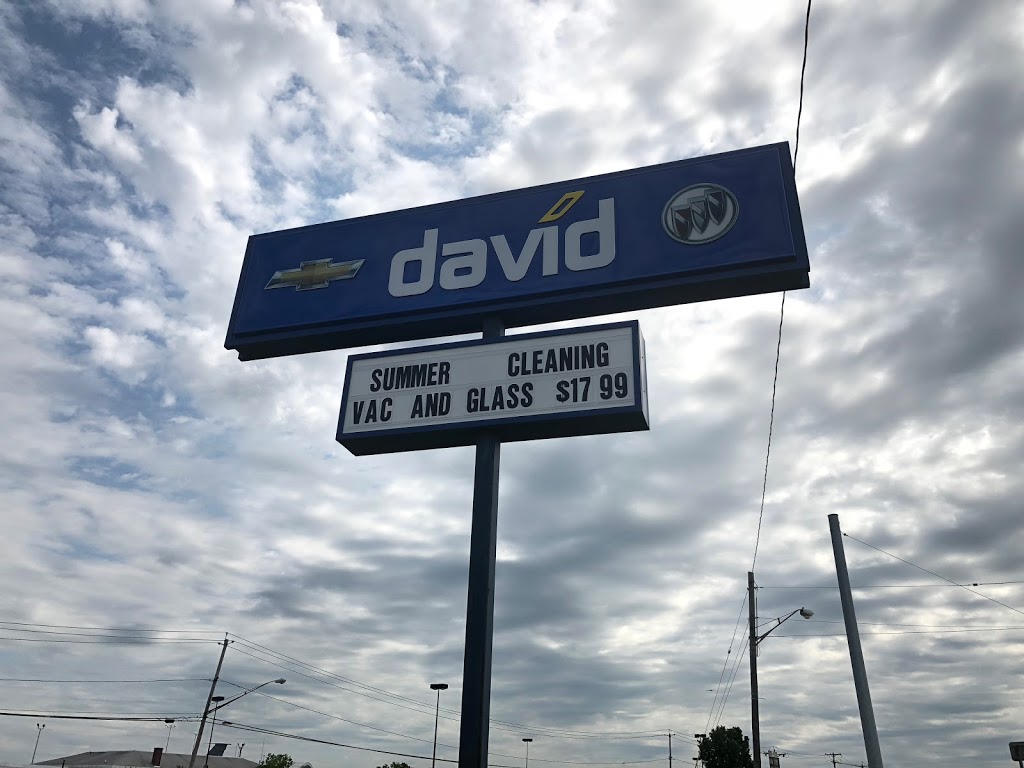 david
SUMMER CLEANING
VAC AND GLASS $17 99